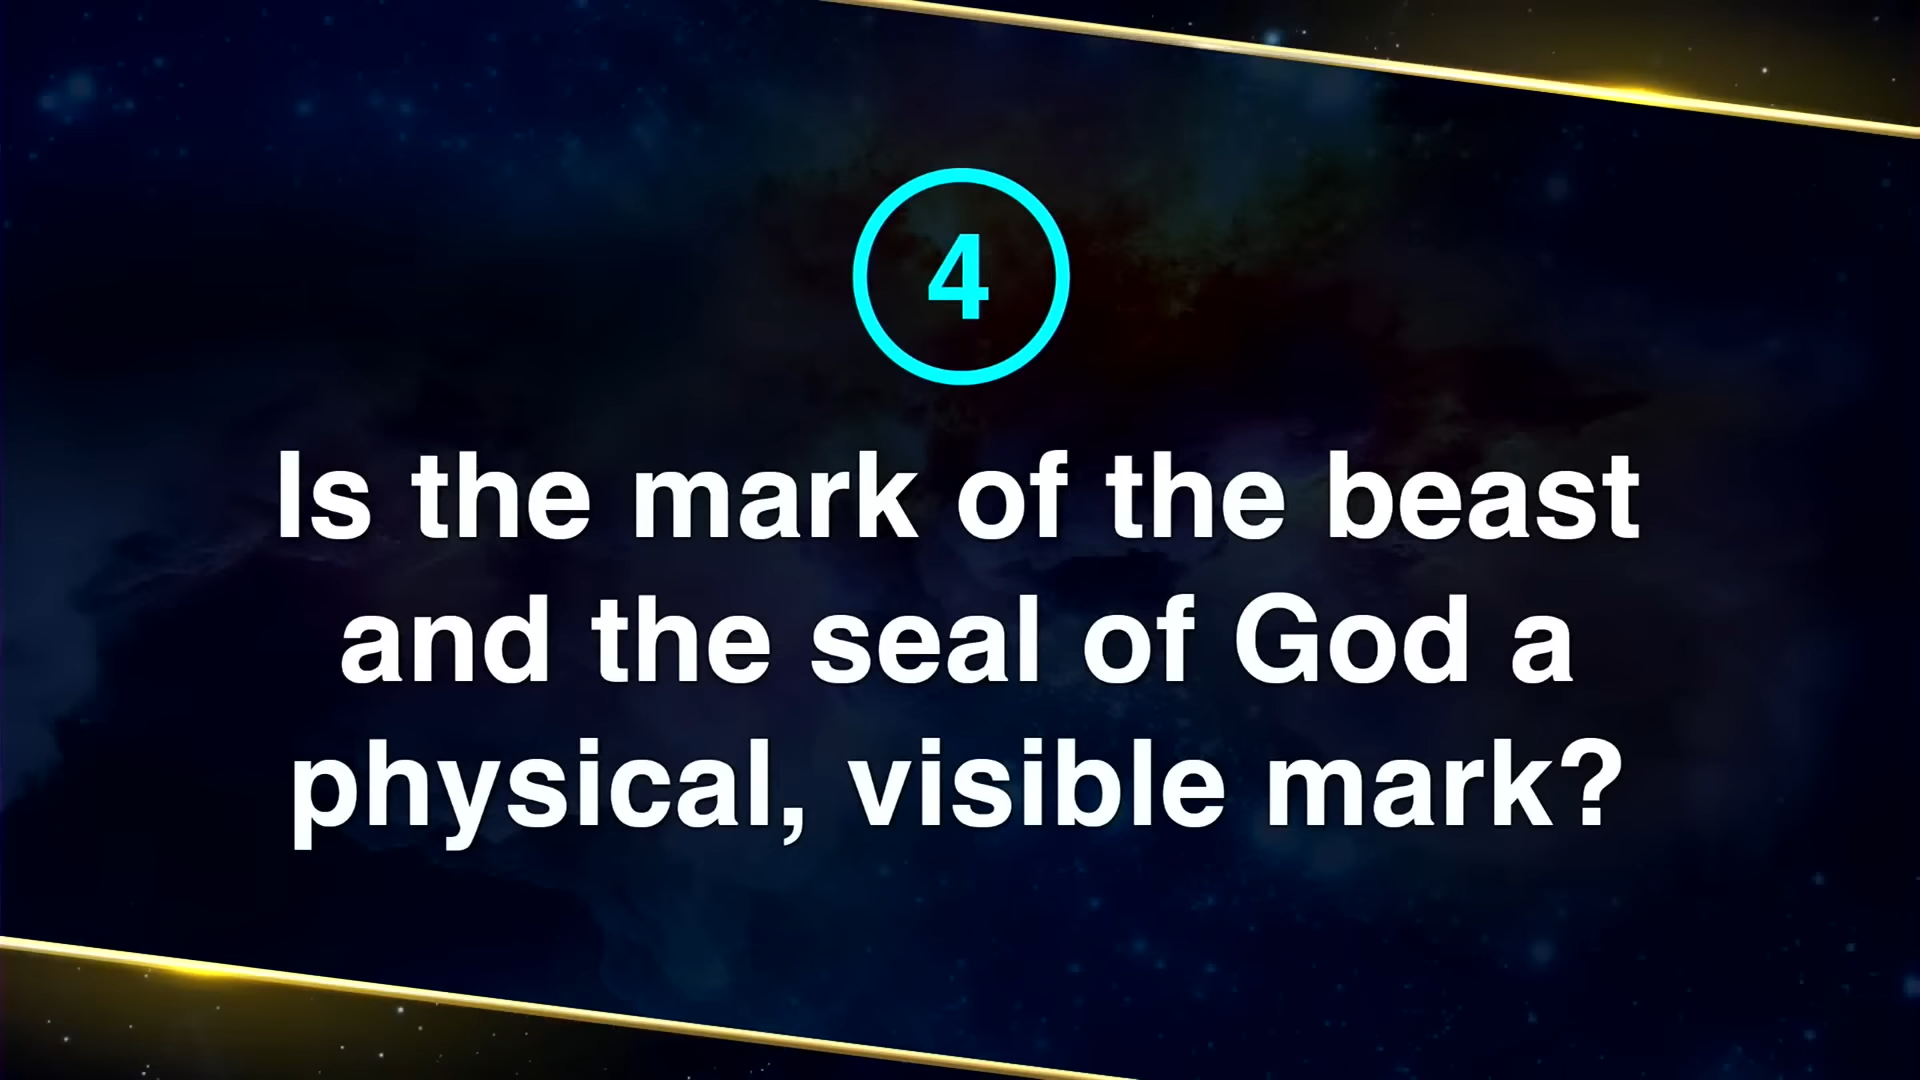 4
Is the mark of the beast
and the seal of God a
physical, visible mark?